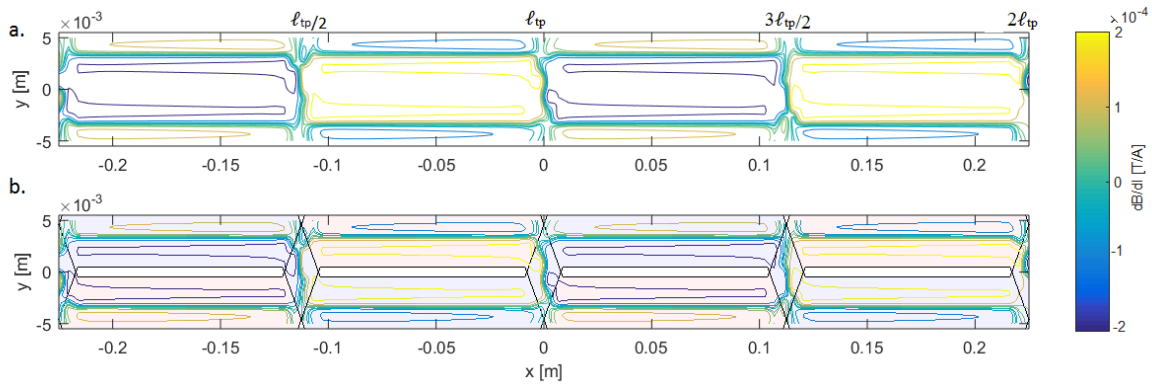 ℓtp/2 ℓtp 3ℓtp/2 2ℓtp
a. ×10⁻³ ×10⁻⁴
5
0
-5
y [m]
-0.2 -0.15 -0.1 -0.05 0 0.05 0.1 0.15 0.2
b. ×10⁻³
5
0
-5
y [m]
-0.2 -0.15 -0.1 -0.05 0 0.05 0.1 0.15 0.2
x [m]
2
1
0
-1
-2
dB/dI [T/A]